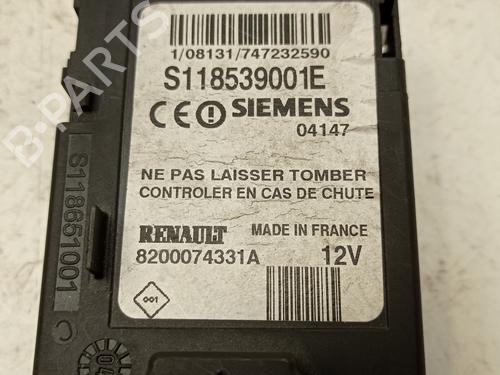 1/08131/747232590
S118539001E
CE SIEMENS
04147
NE PAS LAISSER TOMBER
CONTROLER EN CAS DE CHUTE
RENAULT MADE IN FRANCE
8200074331A 12V
001
S118651001 C
04
B-PARTS